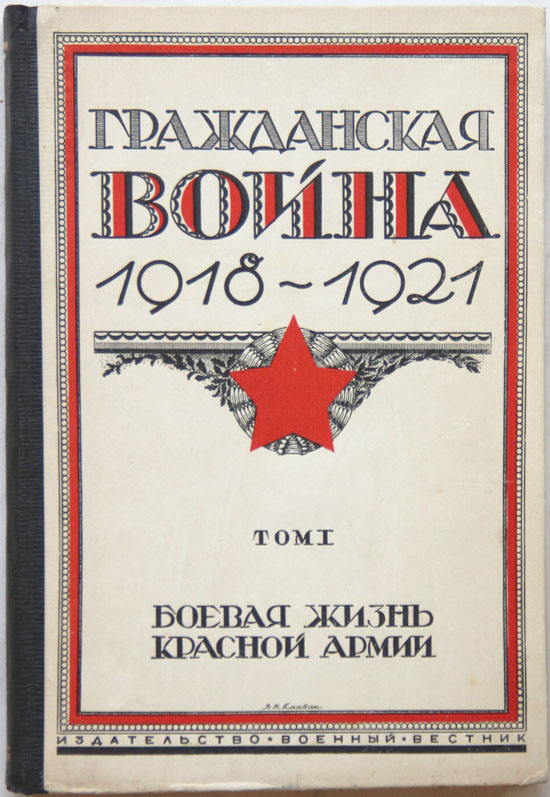 ГРАЖДАНСКАЯ
ВОЙНА
1918~1921
ТОМ I
БОЕВАЯ ЖИЗНЬ
КРАСНОЙ АРМИИ
ИЗДАТЕЛЬСТВО • ВОЕННЫЙ • ВЕСТНИК